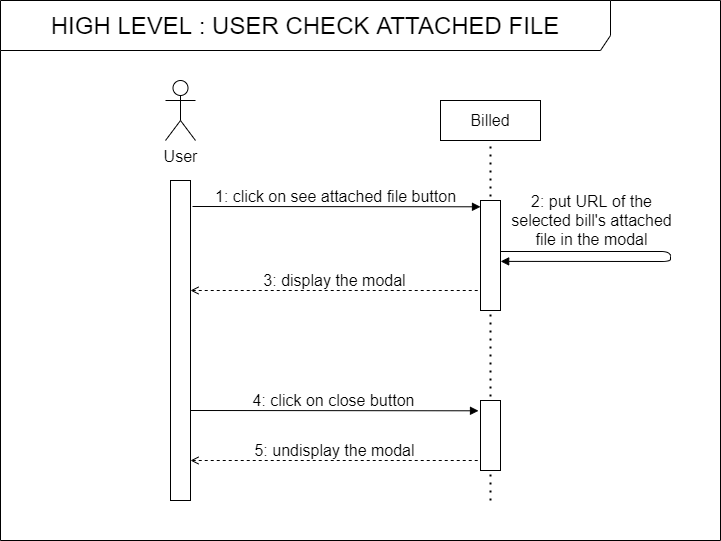 HIGH LEVEL : USER CHECK ATTACHED FILE
User
Billed
1: click on see attached file button
2: put URL of the
selected bill's attached
file in the modal
3: display the modal
4: click on close button
5: undisplay the modal